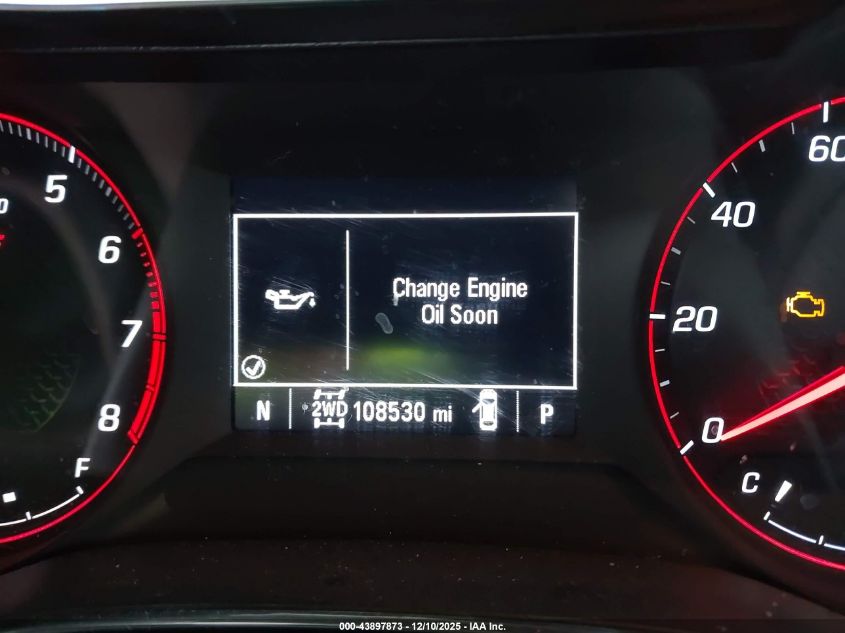 5
6
7
8
F
Change Engine
Oil Soon
N
2WD
108530 mi
P
60
40
20
0
C
000-43897873 – 12/10/2025 – IAA Inc.